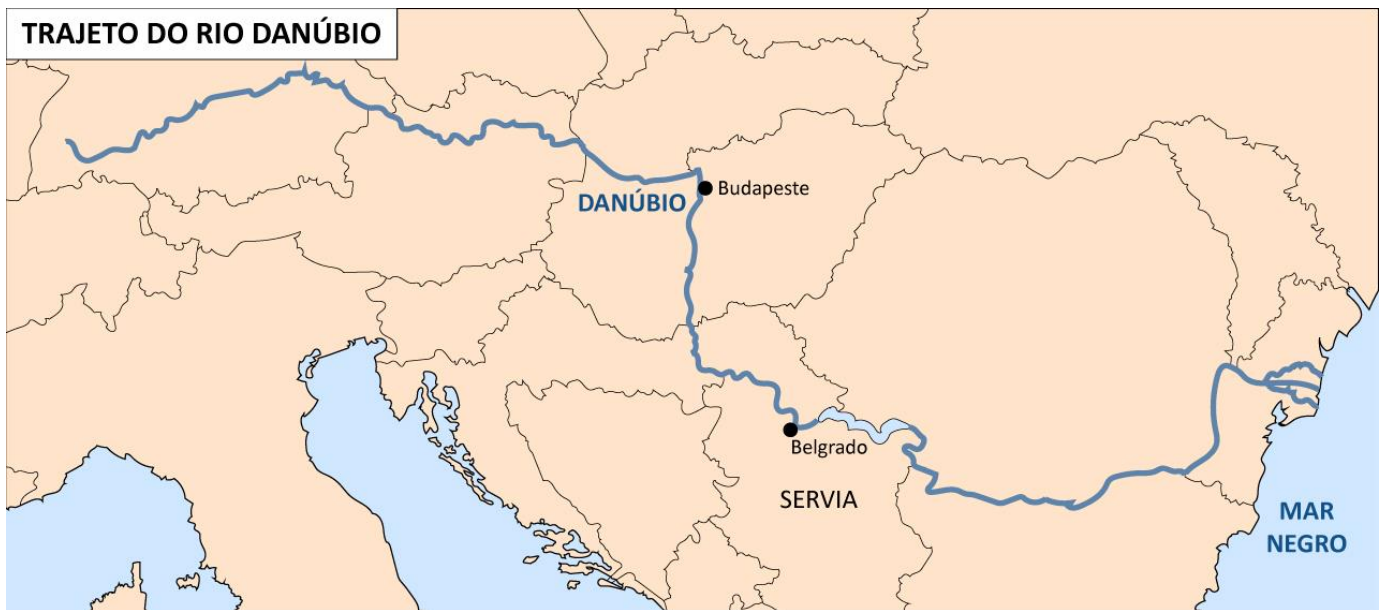 TRAJETO DO RIO DANÚBIO
DANÚBIO
Budapeste
Belgrado
SERVIA
MAR
NEGRO